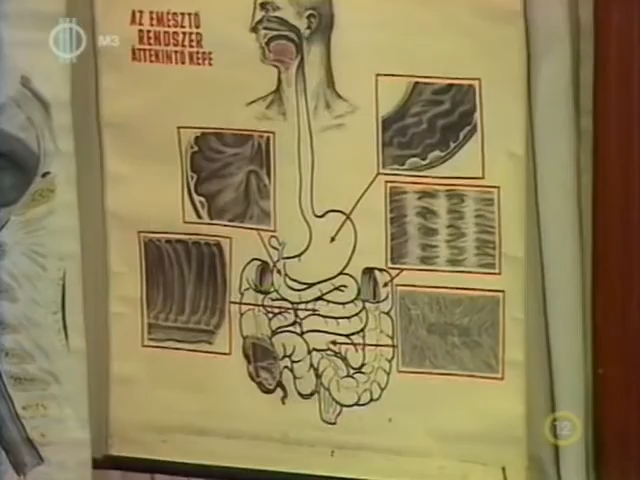 M3
AZ EMÉSZTŐ
RENDSZER
ÁTTEKINTŐ KÉPE
12